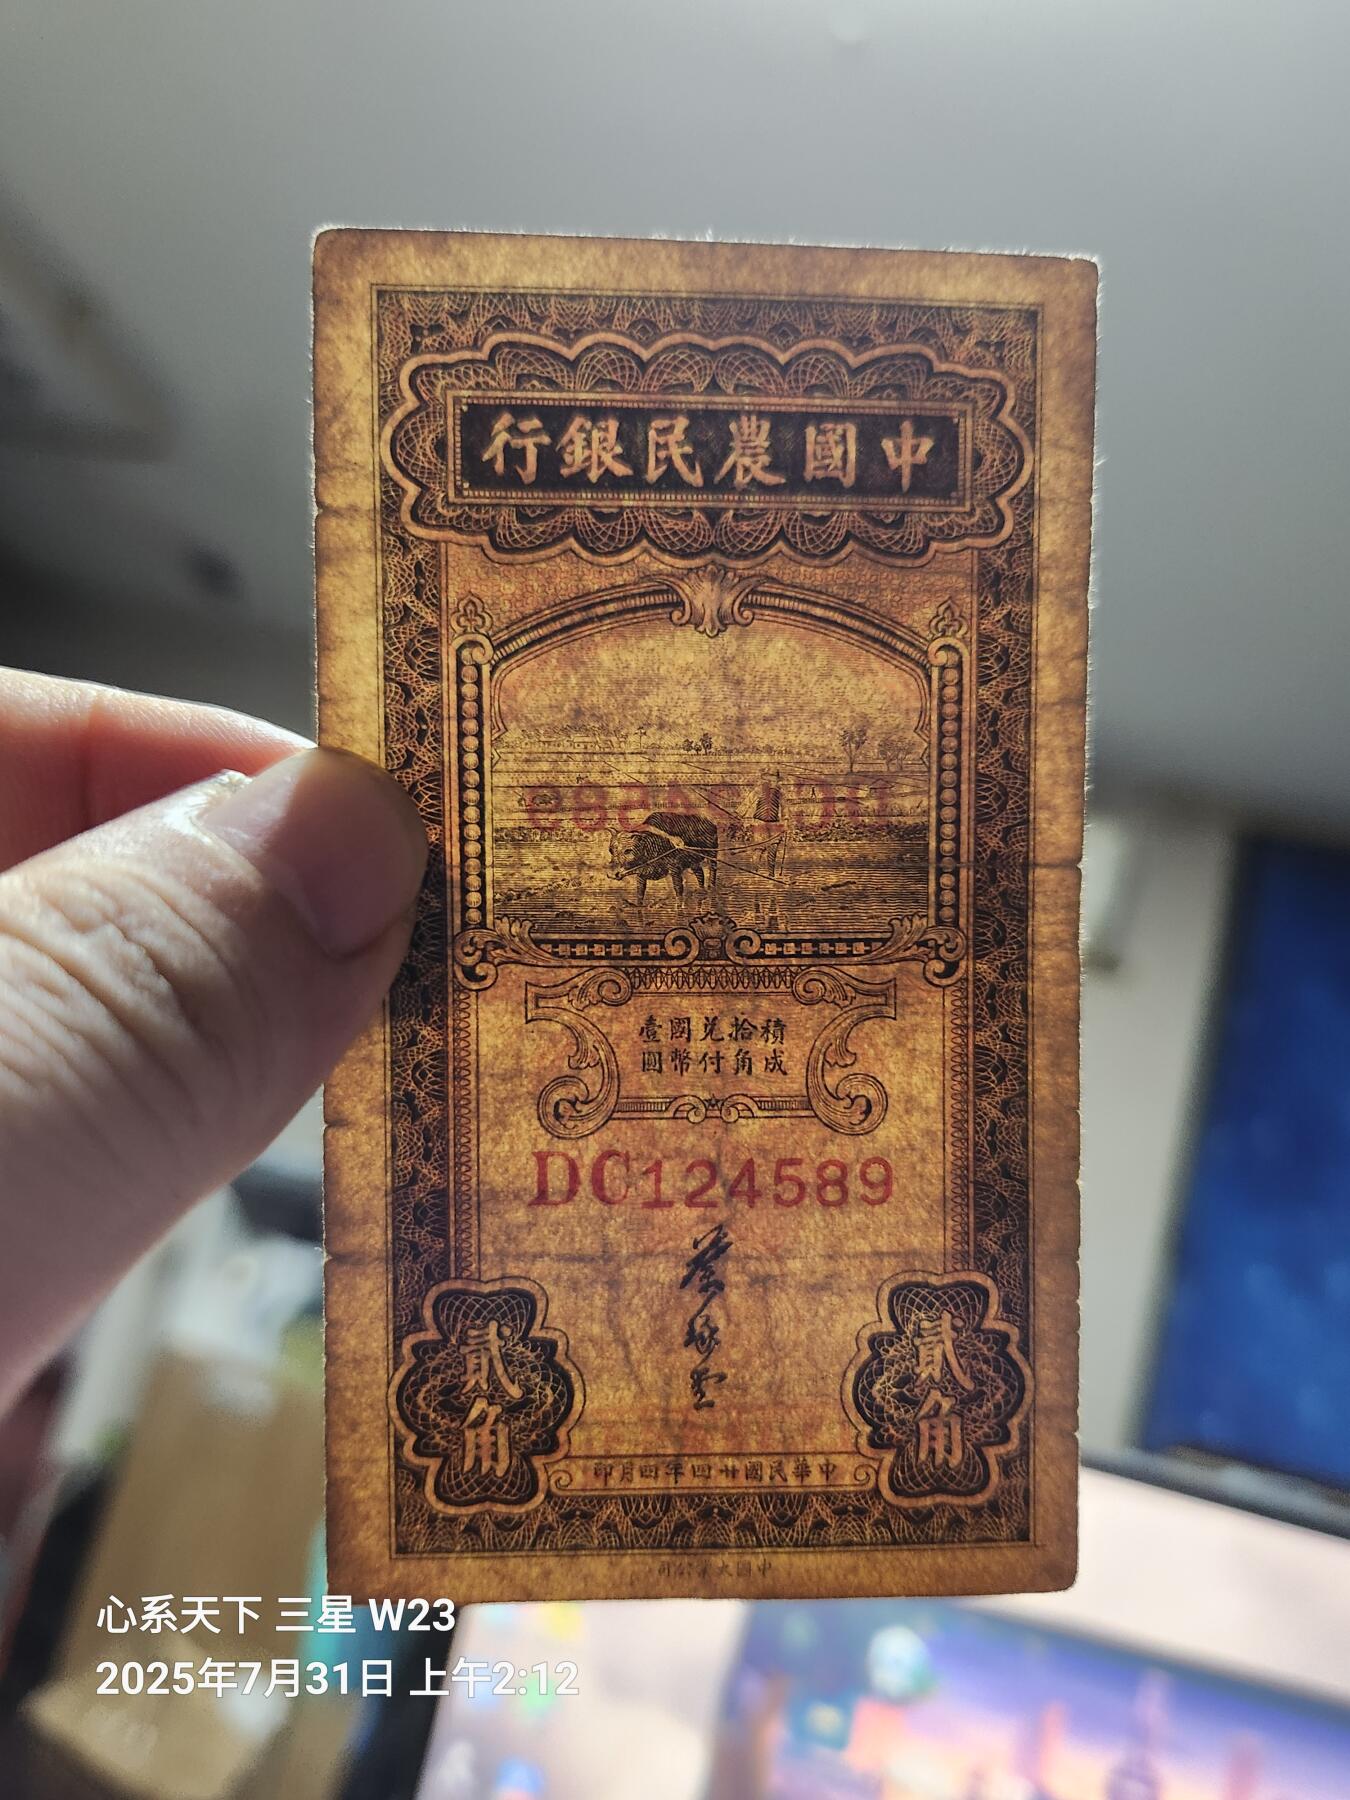 中國農民銀行
積成拾角兑付國幣壹圓
DC124589
貳角
貳角
中華民國廿四年四月印
心系天下 三星 W23
2025年7月31日 上午2:12